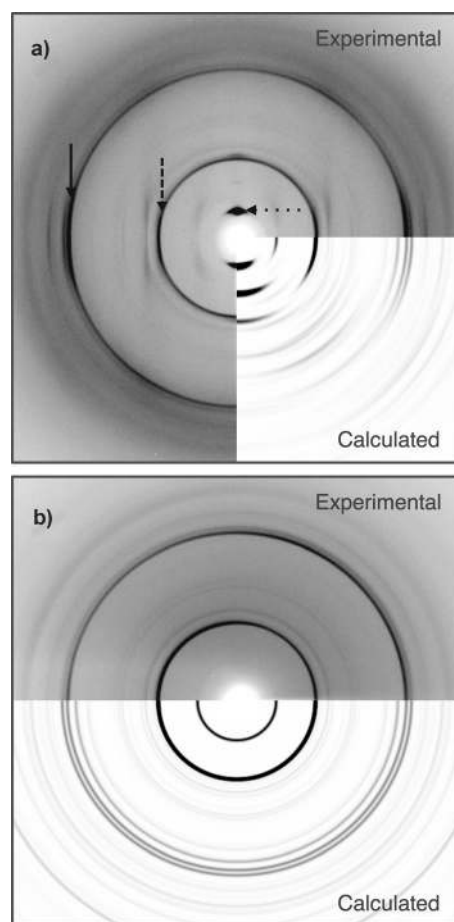 Experimental
a)
Calculated
Experimental
b)
Calculated